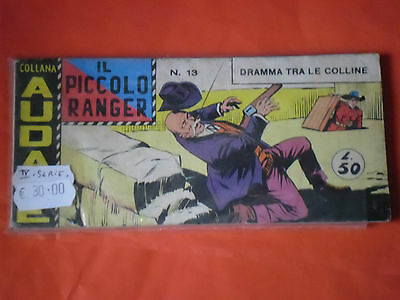 COLLANA
AUDACE
IL
PICCOLO
RANGER
N. 13
DRAMMA TRA LE COLLINE
L.
50
IV. SERIE.
€ 30.00